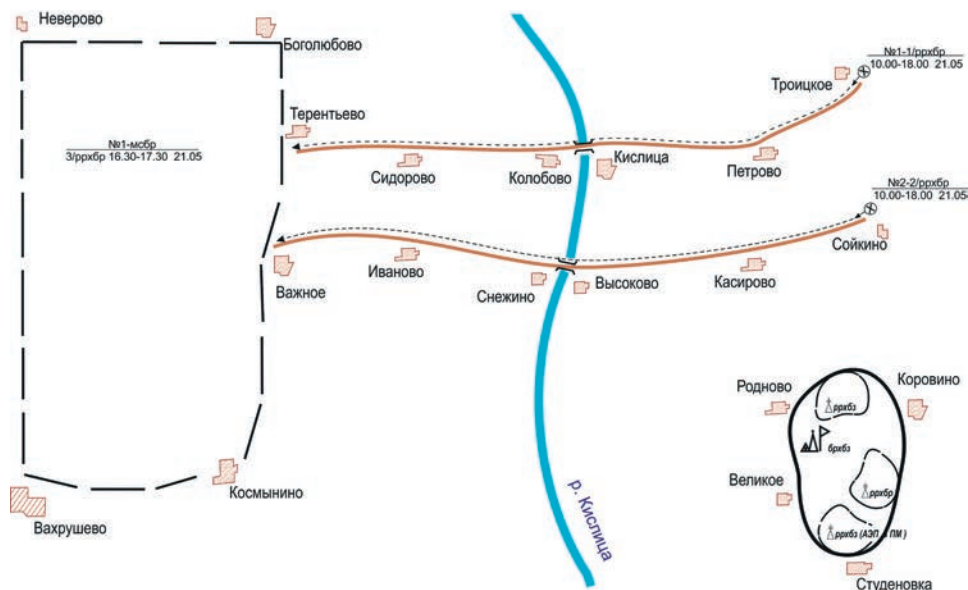 Неверово
Боголюбово
№1-1/ррхбр
10.00-18.00 21.05
Троицкое
Терентьево
№1-мсбр
3/ррхбр 16.30-17.30 21.05
Сидорово
Колобово
Кислица
Петрово
№2-2/ррхбр
10.00-18.00 21.05
Сойкино
Важное
Иваново
Снежино
Высоково
Касирово
Родново
Коровино
ррхбз
брхбз
Великое
ррхбр
ррхбз (АЭП ПМ)
Студеновка
Космынино
Вахрушево
р. Кислица